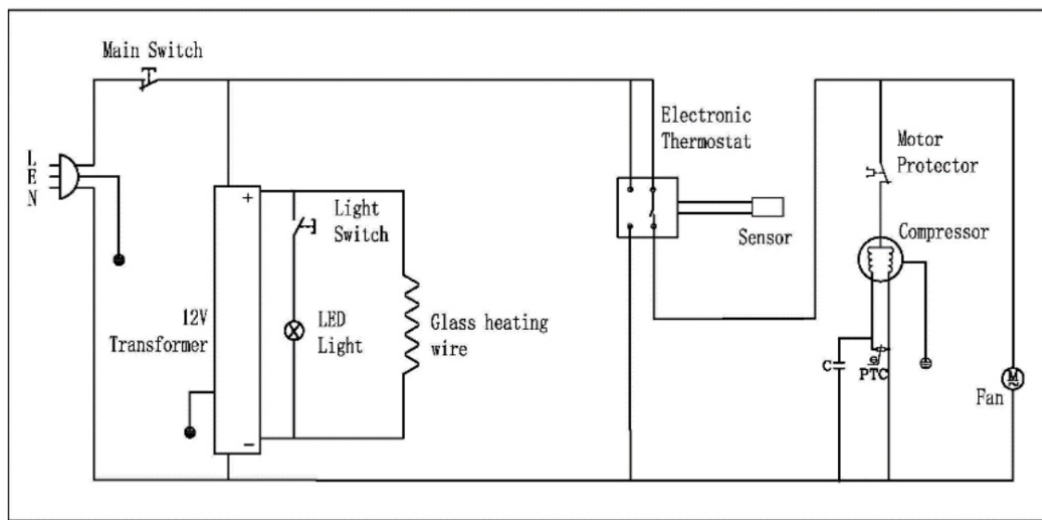 Main Switch
L
E
N
Electronic
Thermostat
Motor
Protector
+
Light
Switch
Sensor
Compressor
12V
Transformer
LED
Light
Glass heating
wire
C
PTC
M
~
Fan
−